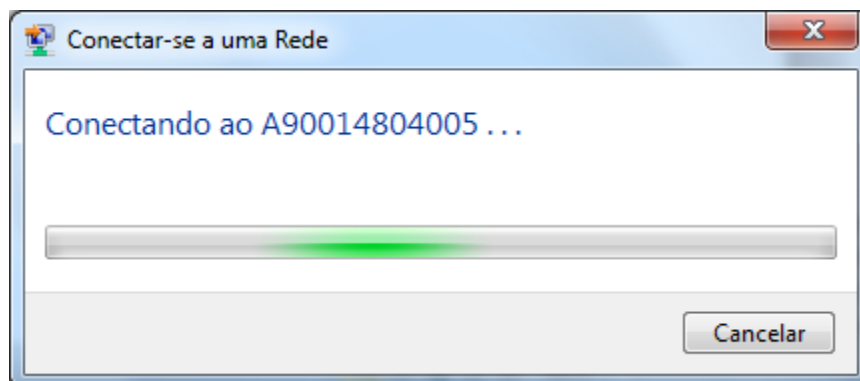 Conectar-se a uma Rede
Conectando ao A90014804005 . . .
Cancelar